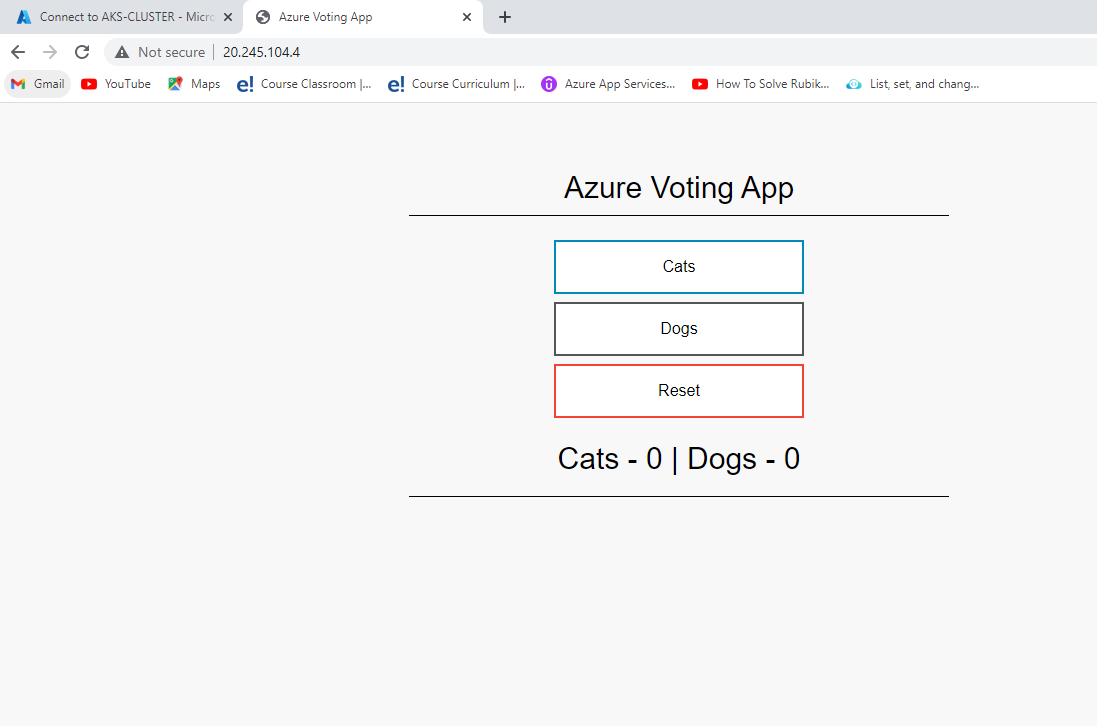 Connect to AKS-CLUSTER - Micro
Azure Voting App
Not secure
20.245.104.4
Gmail
YouTube
Maps
e! Course Classroom |...
e! Course Curriculum |...
Azure App Services...
How To Solve Rubik...
List, set, and chang...
Azure Voting App
Cats
Dogs
Reset
Cats - 0 | Dogs - 0